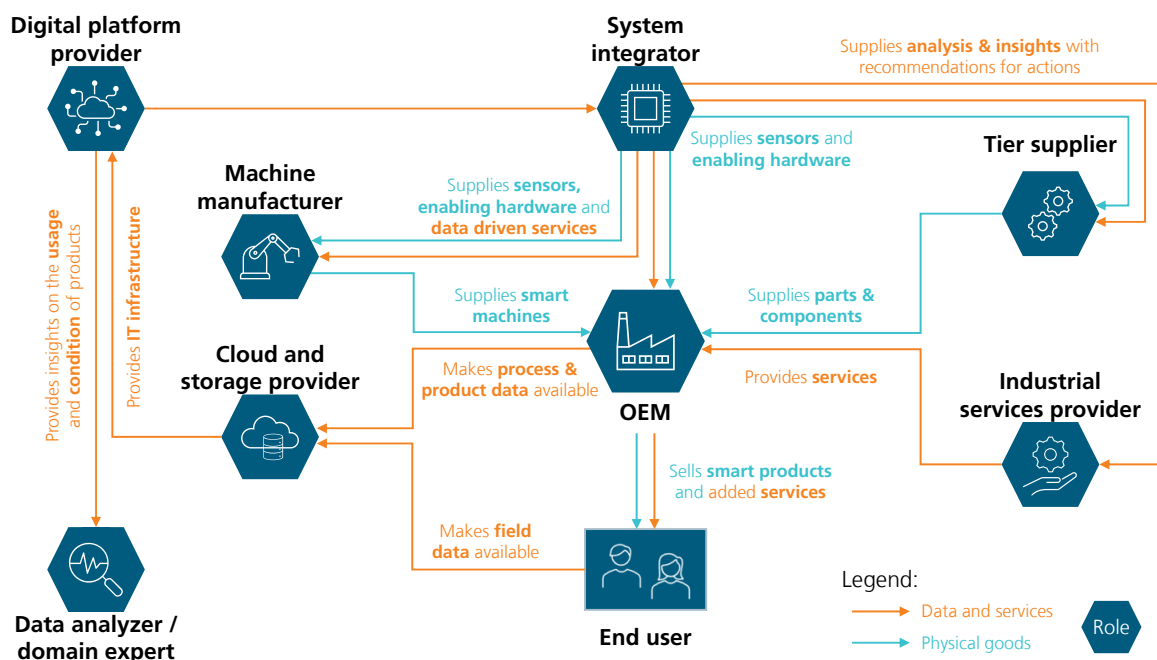 Digital platform
provider
System
integrator
Supplies analysis & insights with
recommendations for actions
Supplies sensors and
enabling hardware
Tier supplier
Machine
manufacturer
Supplies sensors,
enabling hardware and
data driven services
Provides insights on the usage
and condition of products
Provides IT infrastructure
Supplies smart
machines
Supplies parts &
components
Cloud and
storage provider
Makes process &
product data available
OEM
Provides services
Industrial
services provider
Sells smart products
and added services
Makes field
data available
Data analyzer /
domain expert
End user
Legend:
Data and services
Physical goods
Role